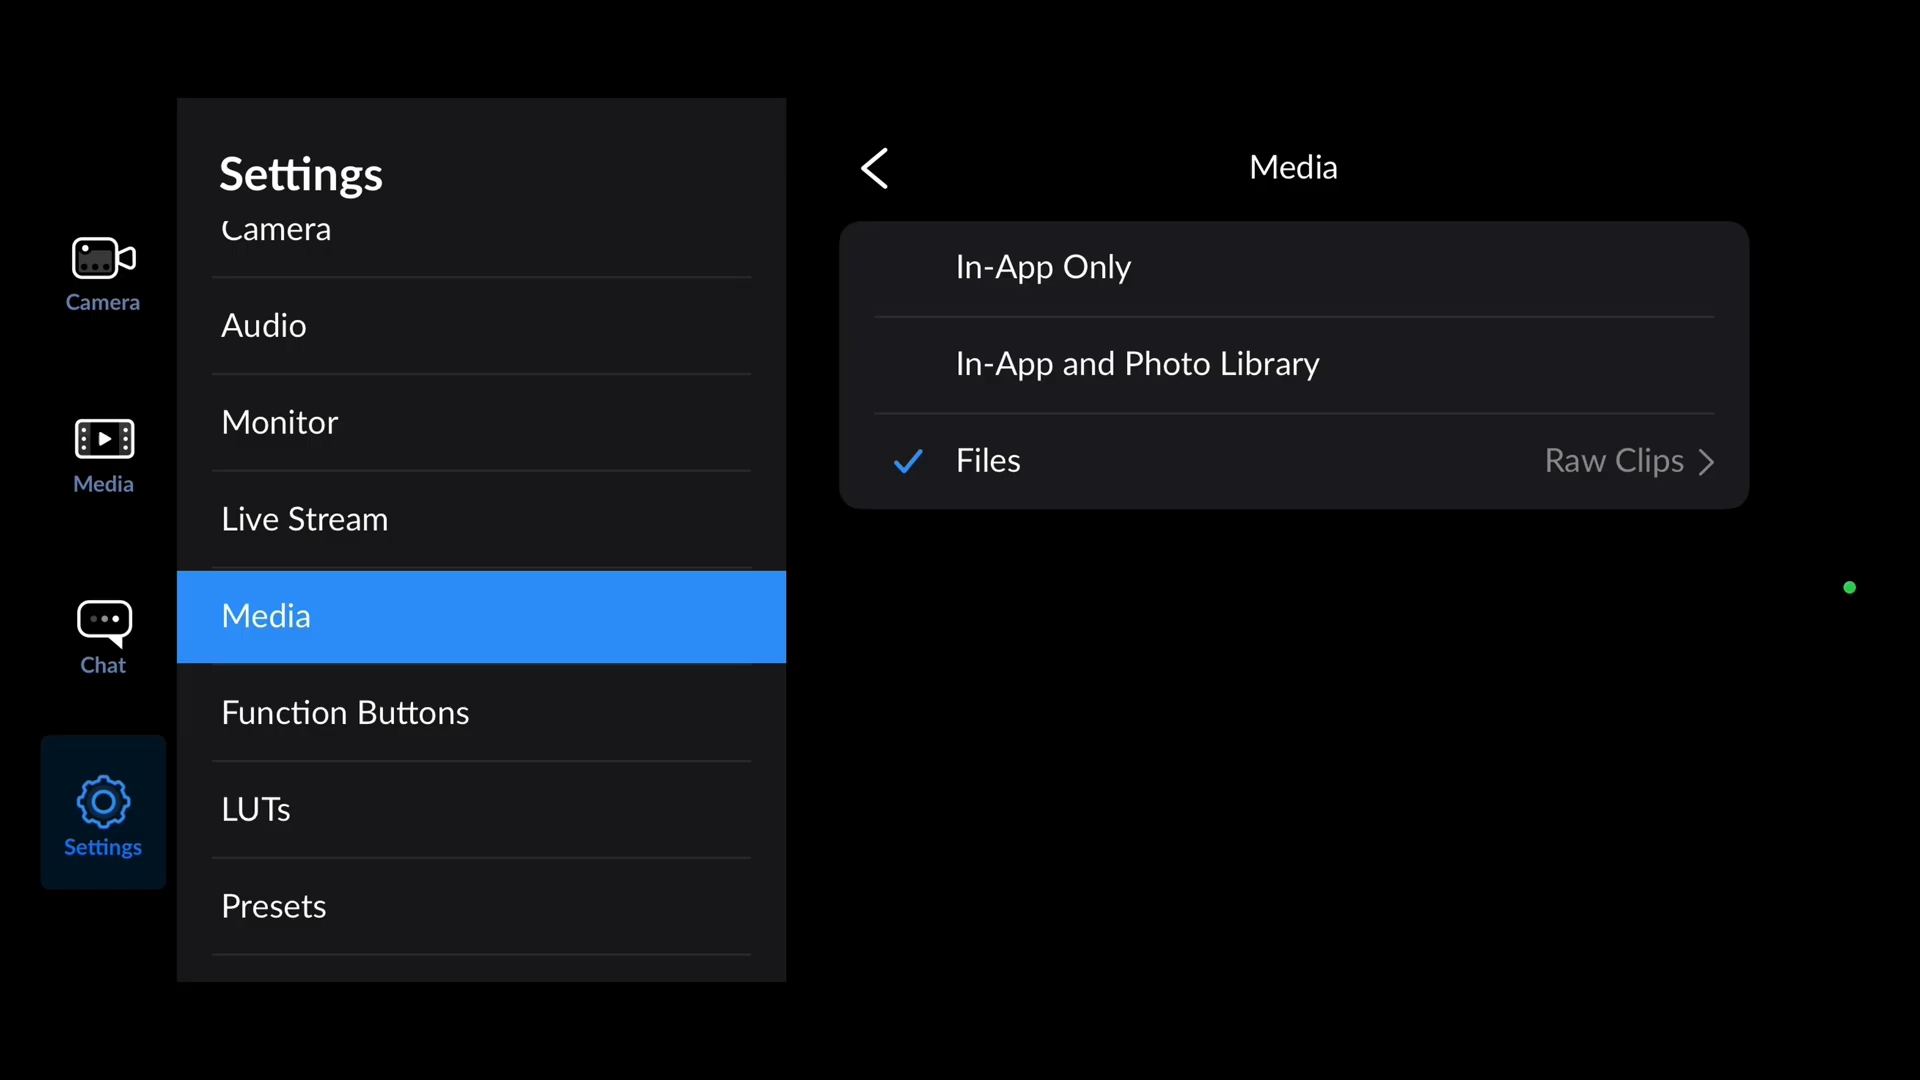 Camera
Media
Chat
Settings
Settings
Camera
Audio
Monitor
Live Stream
Media
Function Buttons
LUTs
Presets
Media
In-App Only
In-App and Photo Library
Files
Raw Clips